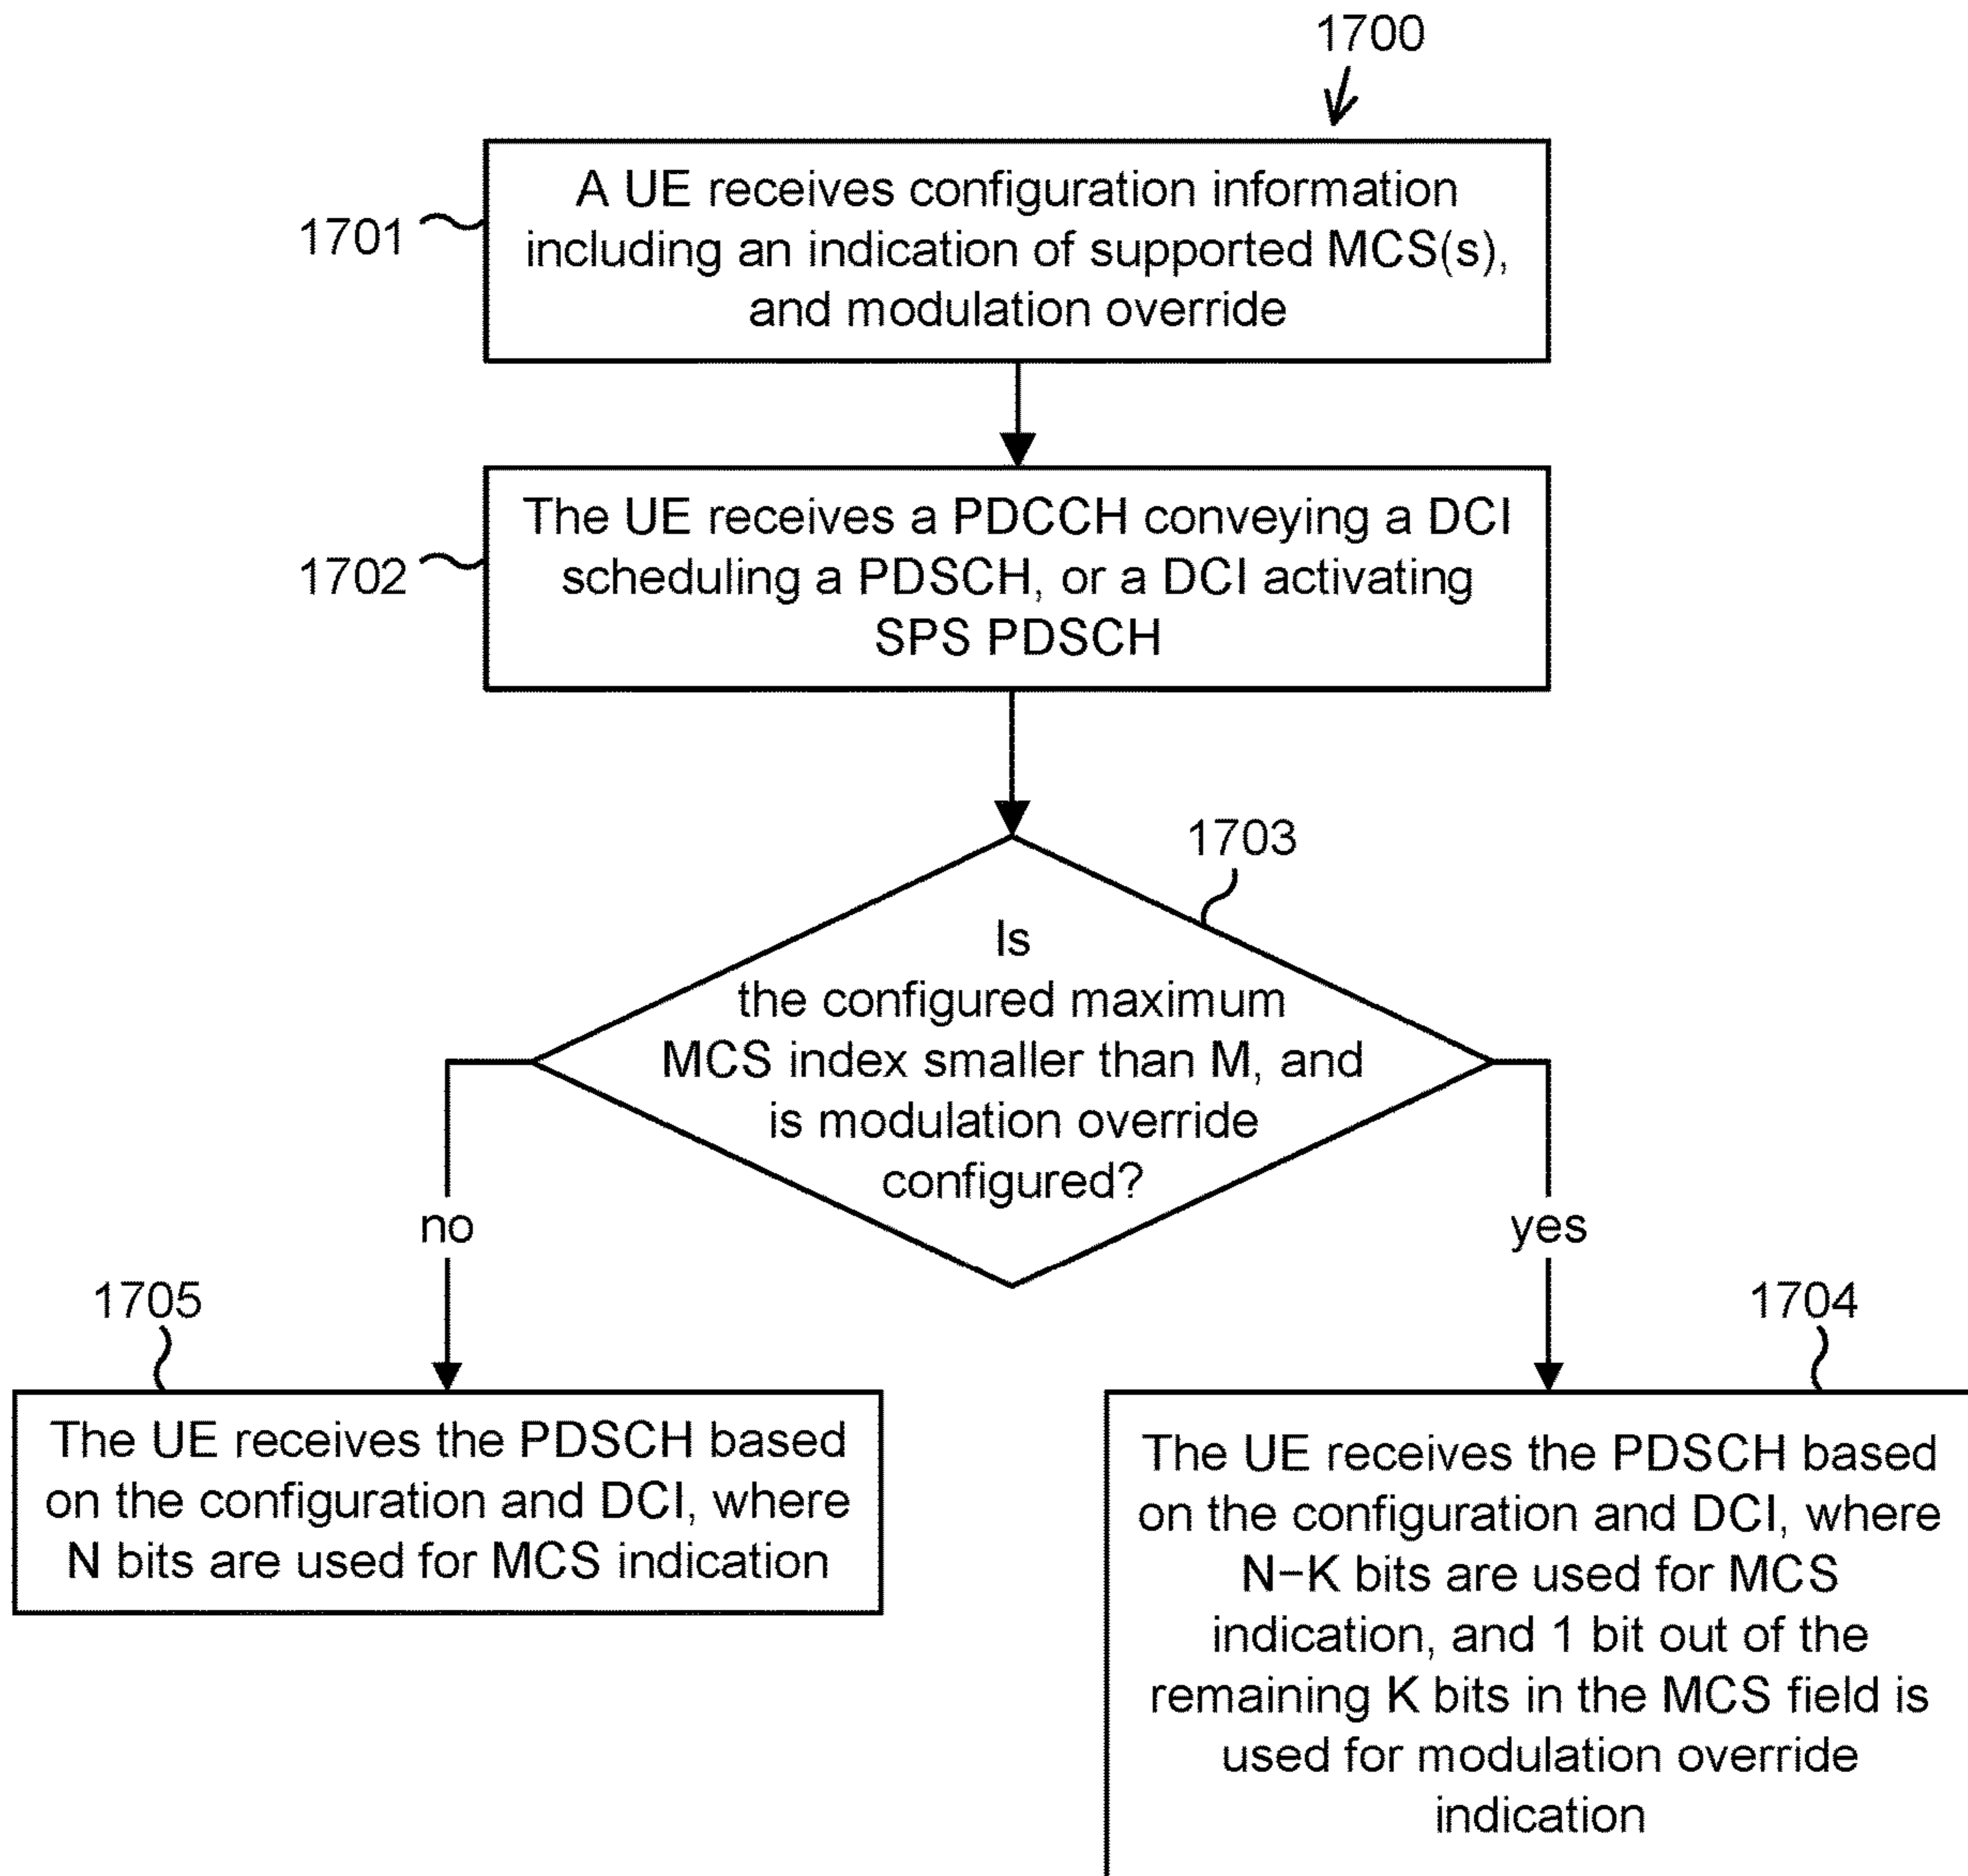 1700
1701
A UE receives configuration information
including an indication of supported MCS(s),
and modulation override
1702
The UE receives a PDCCH conveying a DCI
scheduling a PDSCH, or a DCI activating
SPS PDSCH
1703
Is
the configured maximum
MCS index smaller than M, and
is modulation override
configured?
no
yes
1705
The UE receives the PDSCH based
on the configuration and DCI, where
N bits are used for MCS indication
1704
The UE receives the PDSCH based
on the configuration and DCI, where
N−K bits are used for MCS
indication, and 1 bit out of the
remaining K bits in the MCS field is
used for modulation override
indication